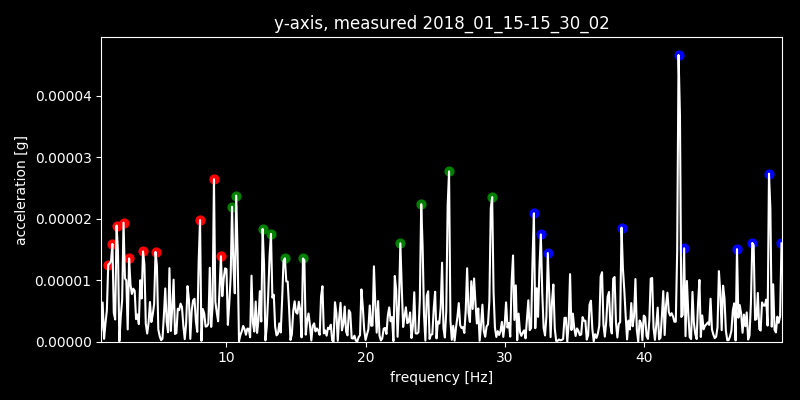 y-axis, measured 2018_01_15-15_30_02
acceleration [g]
0.00004
0.00003
0.00002
0.00001
0.00000
10 20 30 40
frequency [Hz]